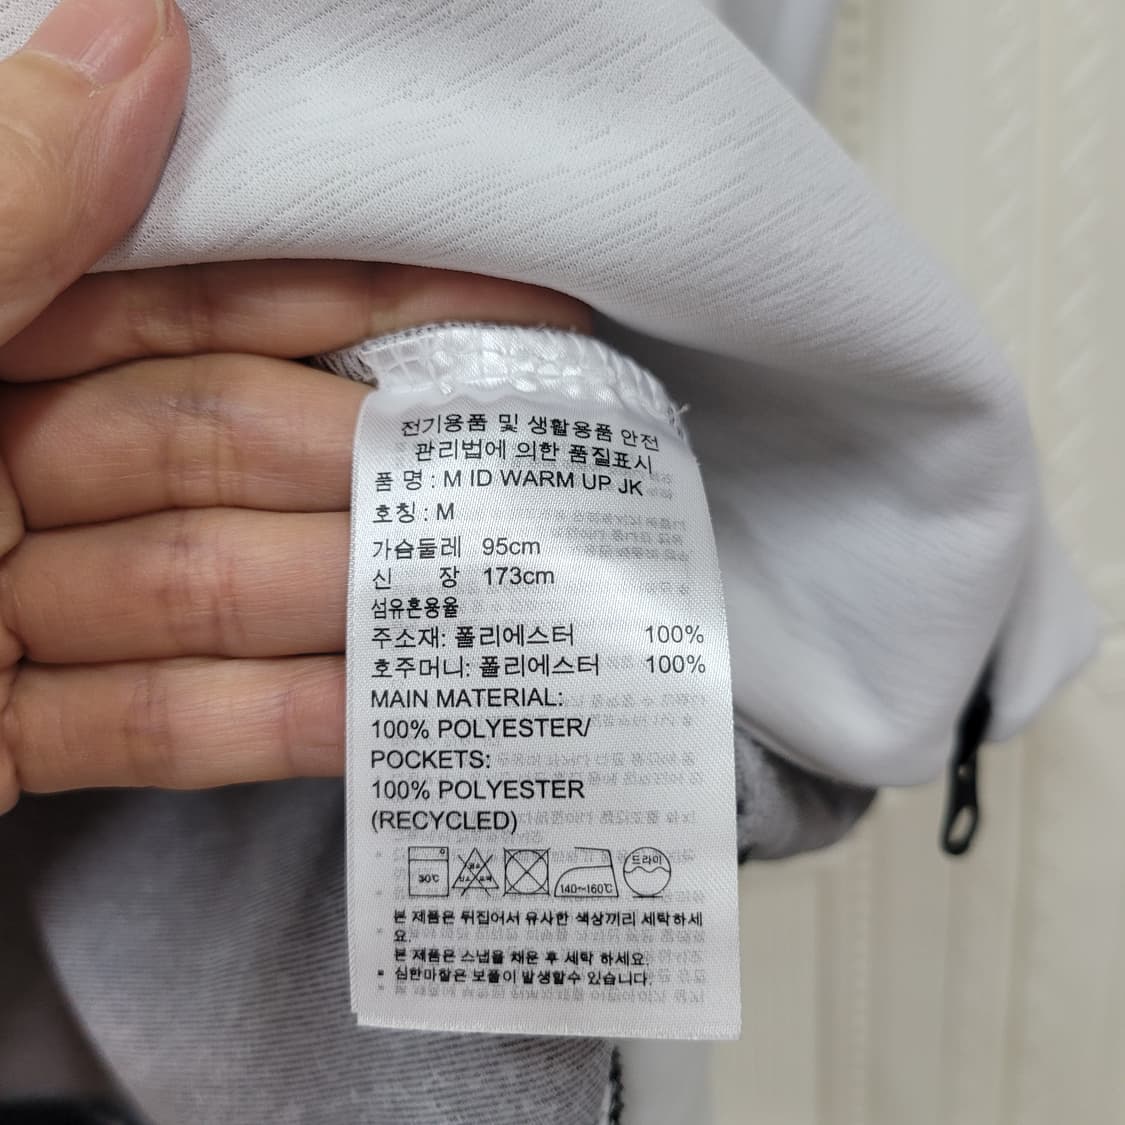 전기용품 및 생활용품 안전
관리법에 의한 품질표시
품 명 : M ID WARM UP JK
호칭 : M
가슴둘레 95cm
신 장 173cm
섬유혼용율
주소재: 폴리에스터 100%
호주머니: 폴리에스터 100%
MAIN MATERIAL:
100% POLYESTER/
POCKETS:
100% POLYESTER
(RECYCLED)
30℃ 140~160℃ 드라이
본 제품은 뒤집어서 유사한 색상끼리 세탁하세
요.
본 제품은 스냅을 채운 후 세탁 하세요.
심한마찰은 보풀이 발생할수 있습니다.